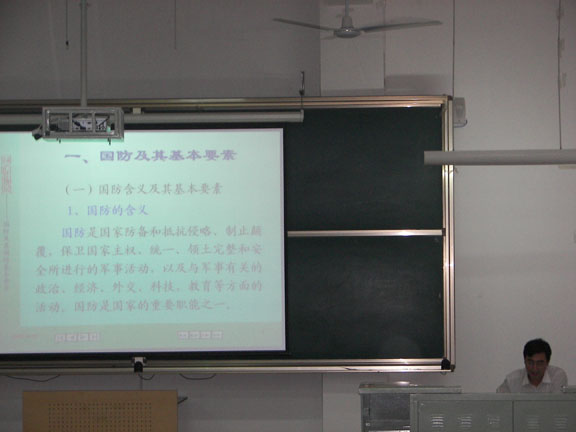 一、国防及其基本要素
（一）国防含义及其基本要素
1、国防的含义
国防是国家防备和抵抗侵略、制止颠
覆，保卫国家主权、统一、领土完整和安
全所进行的军事活动，以及与军事有关的
政治、经济、外交、科技、教育等方面的
活动。国防是国家的重要职能之一。